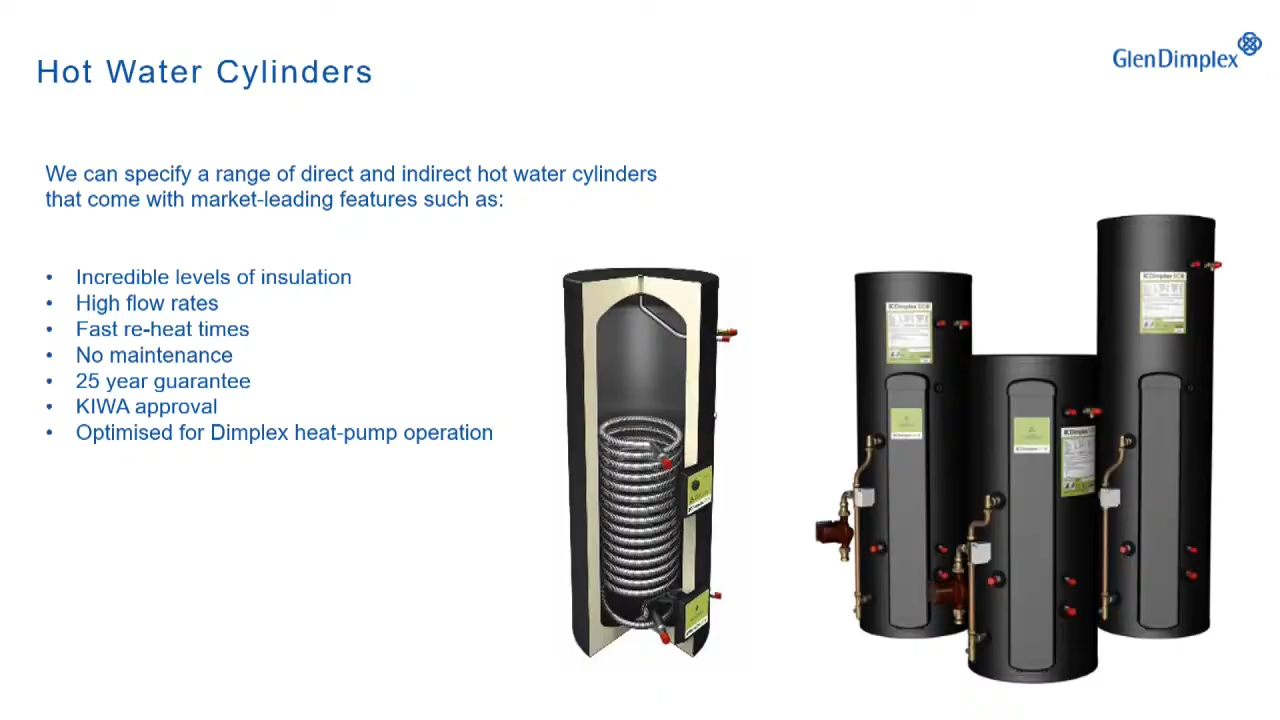 Hot Water Cylinders
GlenDimplex
We can specify a range of direct and indirect hot water cylinders
that come with market-leading features such as:
• Incredible levels of insulation
• High flow rates
• Fast re-heat times
• No maintenance
• 25 year guarantee
• KIWA approval
• Optimised for Dimplex heat-pump operation